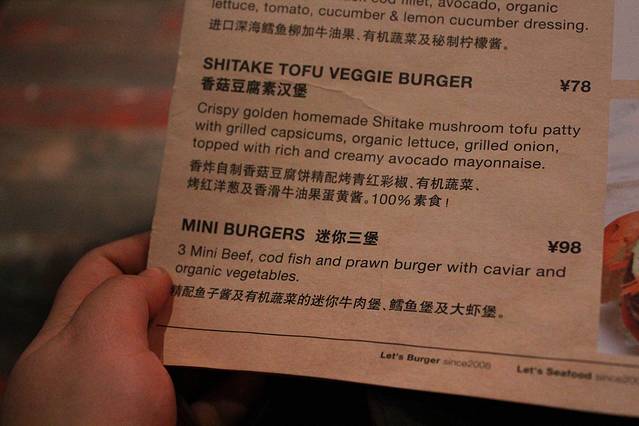 cod fillet, avocado, organic
lettuce, tomato, cucumber & lemon cucumber dressing.
进口深海鳕鱼柳加牛油果、有机蔬菜及秘制柠檬酱。
SHITAKE TOFU VEGGIE BURGER ¥78
香菇豆腐素汉堡
Crispy golden homemade Shitake mushroom tofu patty
with grilled capsicums, organic lettuce, grilled onion,
topped with rich and creamy avocado mayonnaise.
香炸自制香菇豆腐饼精配烤青红彩椒、有机蔬菜、
烤红洋葱及香滑牛油果蛋黄酱。100%素食!
MINI BURGERS 迷你三堡 ¥98
3 Mini Beef, cod fish and prawn burger with caviar and
organic vegetables.
精配鱼子酱及有机蔬菜的迷你牛肉堡、鳕鱼堡及大虾堡。
Let's Burger since2006 Let's Seafood